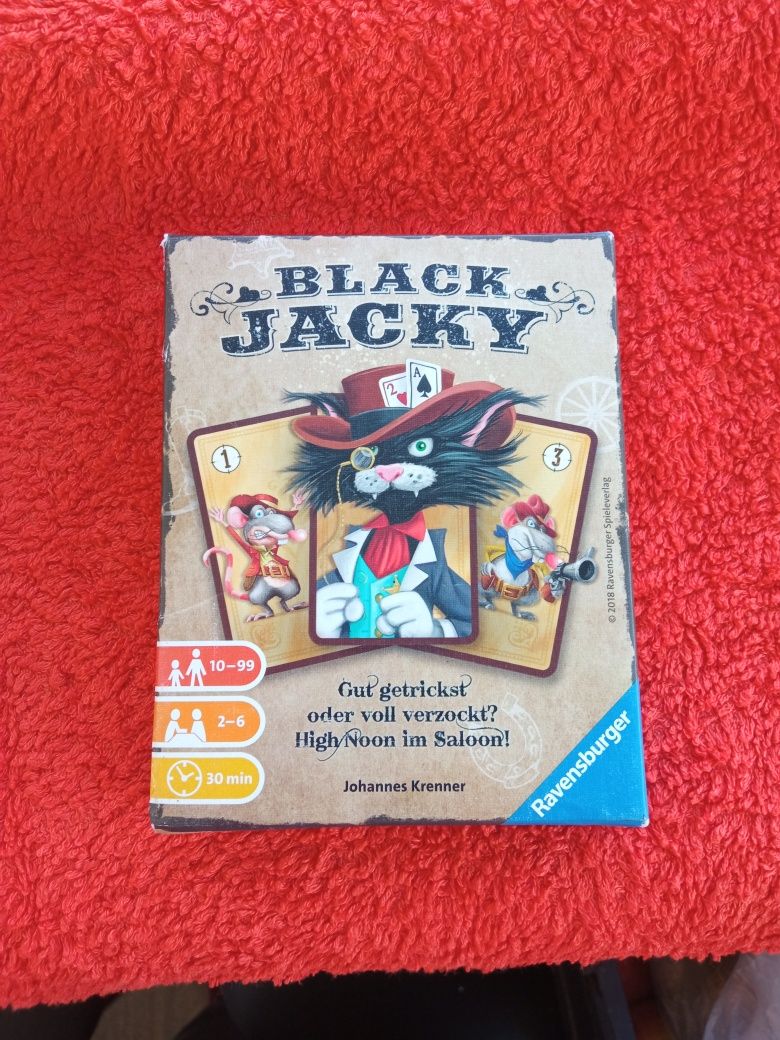 BLACK
JACKY
2
A
1
3
© 2018 Ravensburger Spieleverlag
10–99
2–6
30 min
Gut getrickst
oder voll verzockt?
High Noon im Saloon!
Johannes Krenner
Ravensburger